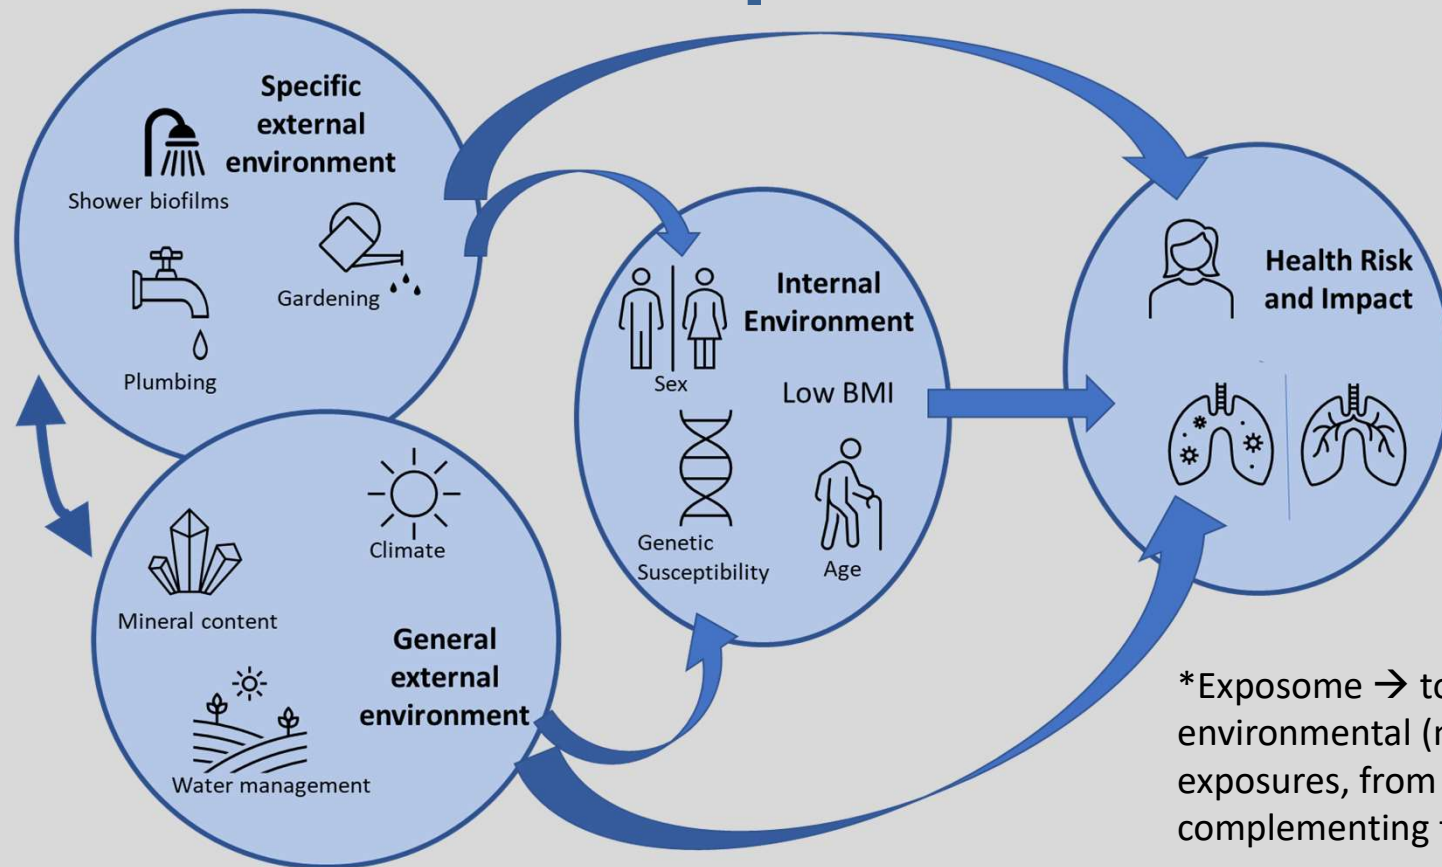 Specific
external
environment
Shower biofilms
Gardening
Plumbing
Climate
Mineral content
General
external
environment
Water management
Internal
Environment
Sex
Low BMI
Genetic
Susceptibility
Age
Health Risk
and Impact
*Exposome →
environmental
exposures, from
complementing